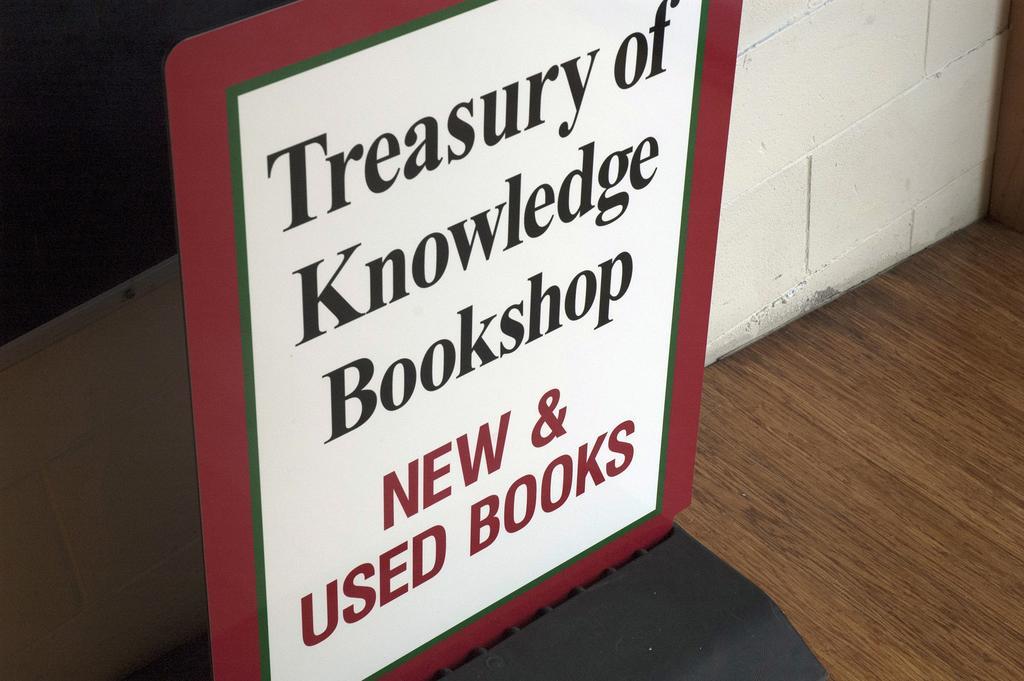 Treasury of
Knowledge
Bookshop
NEW &
USED BOOKS